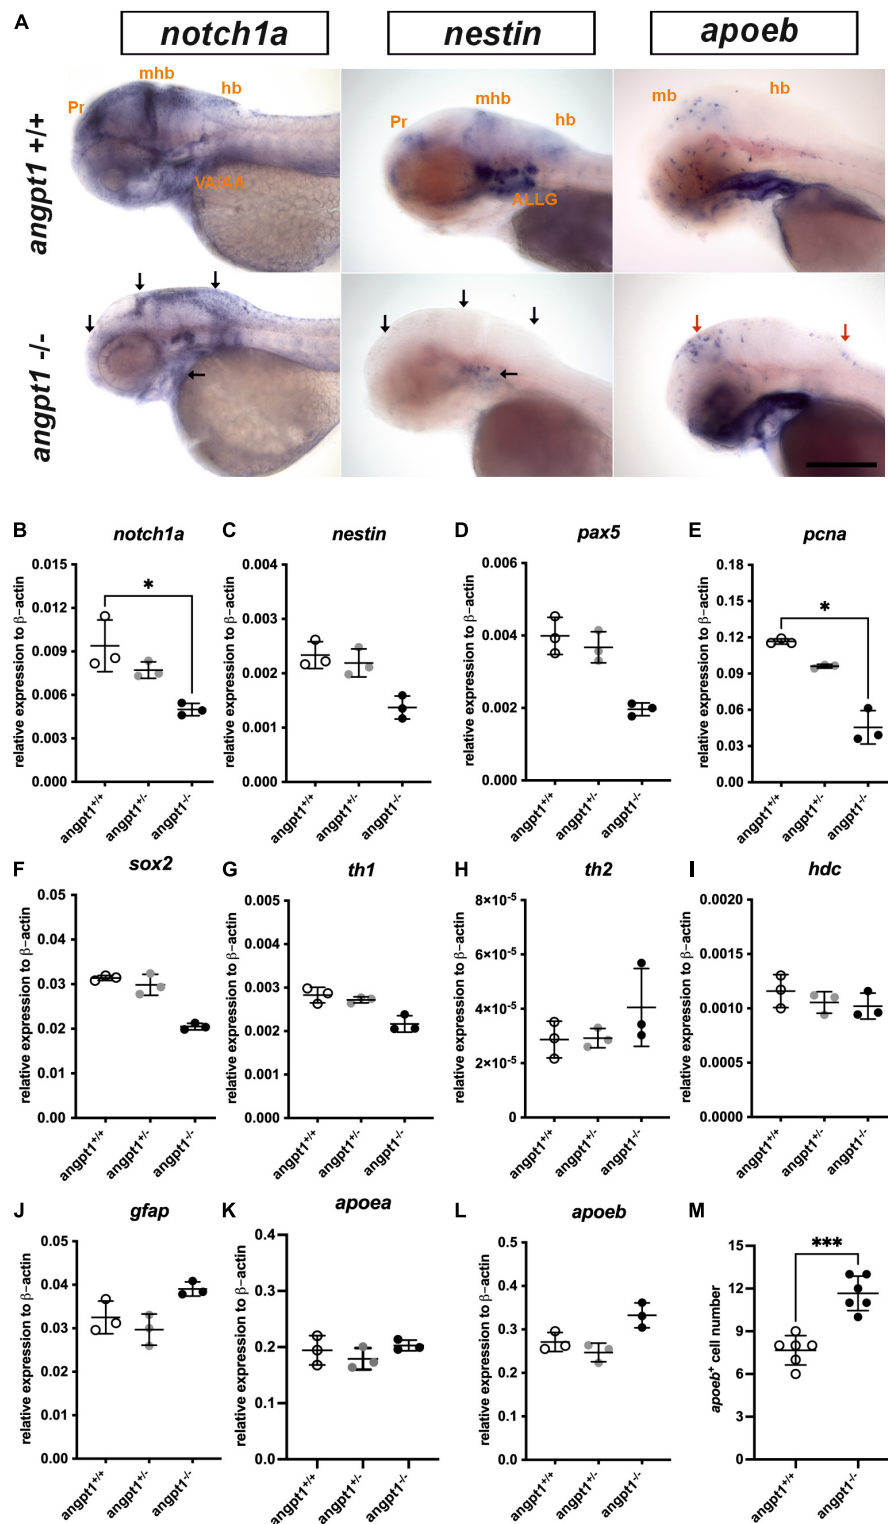 A
notch1a nestin apoeb
angpt1 +/+
Pr mhb hb VA/AA
Pr mhb hb ALLG
mb hb
angpt1 -/-
B notch1a
relative expression to β−actin
0.015
0.012
0.009
0.006
0.003
0.000
*
angpt1+/+ angpt1+/- angpt1-/-
C nestin
relative expression to β−actin
0.004
0.003
0.002
0.001
0.000
angpt1+/+ angpt1+/- angpt1-/-
D pax5
relative expression to β−actin
0.006
0.004
0.002
0.000
angpt1+/+ angpt1+/- angpt1-/-
E pcna
relative expression to β−actin
0.18
0.12
0.09
0.06
0.03
0.00
*
angpt1+/+ angpt1+/- angpt1-/-
F sox2
relative expression to β−actin
0.05
0.04
0.03
0.02
0.01
0.00
angpt1+/+ angpt1+/- angpt1-/-
G th1
relative expression to β−actin
0.005
0.004
0.003
0.002
0.001
0.000
angpt1+/+ angpt1+/- angpt1-/-
H th2
relative expression to β−actin
8×10-5
6×10-5
4×10-5
2×10-5
0
angpt1+/+ angpt1+/- angpt1-/-
I hdc
relative expression to β−actin
0.0020
0.0015
0.0010
0.0005
0.0000
angpt1+/+ angpt1+/- angpt1-/-
J gfap
relative expression to β−actin
0.05
0.04
0.03
0.02
0.01
0.00
angpt1+/+ angpt1+/- angpt1-/-
K apoea
relative expression to β−actin
0.4
0.3
0.2
0.1
0.0
angpt1+/+ angpt1+/- angpt1-/-
L apoeb
relative expression to β−actin
0.5
0.4
0.3
0.2
0.1
0.0
angpt1+/+ angpt1+/- angpt1-/-
M
apoeb+ cell number
15
12
9
6
3
0
***
angpt1+/+ angpt1-/-